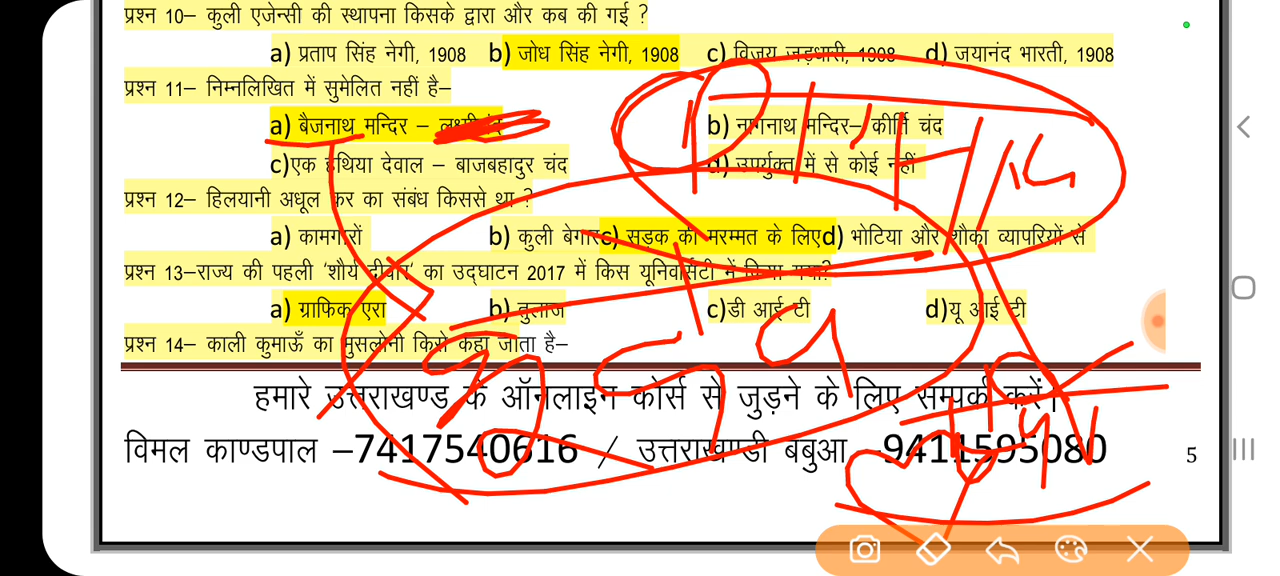 प्रश्न 10– कुली एजेन्सी की स्थापना किसके द्वारा और कब की गई ?
a) प्रताप सिंह नेगी, 1908 b) जोध सिंह नेगी, 1908 c) विजय जड़धारी, 1908 d) जयानंद भारती, 1908
प्रश्न 11– निम्नलिखित में सुमेलित नहीं है–
a) बैजनाथ मन्दिर – b) नागनाथ मन्दिर– कीर्ति चंद
c)एक हथिया देवाल – बाजबहादुर चंद d) उपर्युक्त में से कोई नहीं
प्रश्न 12– हिलयानी अधूल कर का संबंध किससे था ?
a) कामगारों b) कुली बेगार c) सड़क की मरम्मत के लिए d) भोटिया और शौका व्यापरियों से
प्रश्न 13–राज्य की पहली 'शौर्य दीवार' का उद्घाटन 2017 में किस यूनिवर्सिटी में किया गया?
a) ग्राफिक एरा b) तुलाज c)डी आई टी d)यू आई टी
प्रश्न 14– काली कुमाऊँ का मुसलोनी किसे कहा जाता है–
हमारे उत्तराखण्ड के ऑनलाइन कोर्स से जुड़ने के लिए सम्पर्क करें।
विमल काण्डपाल –7417540616 / उत्तराखण्डी बंबुआ –9411595080
5